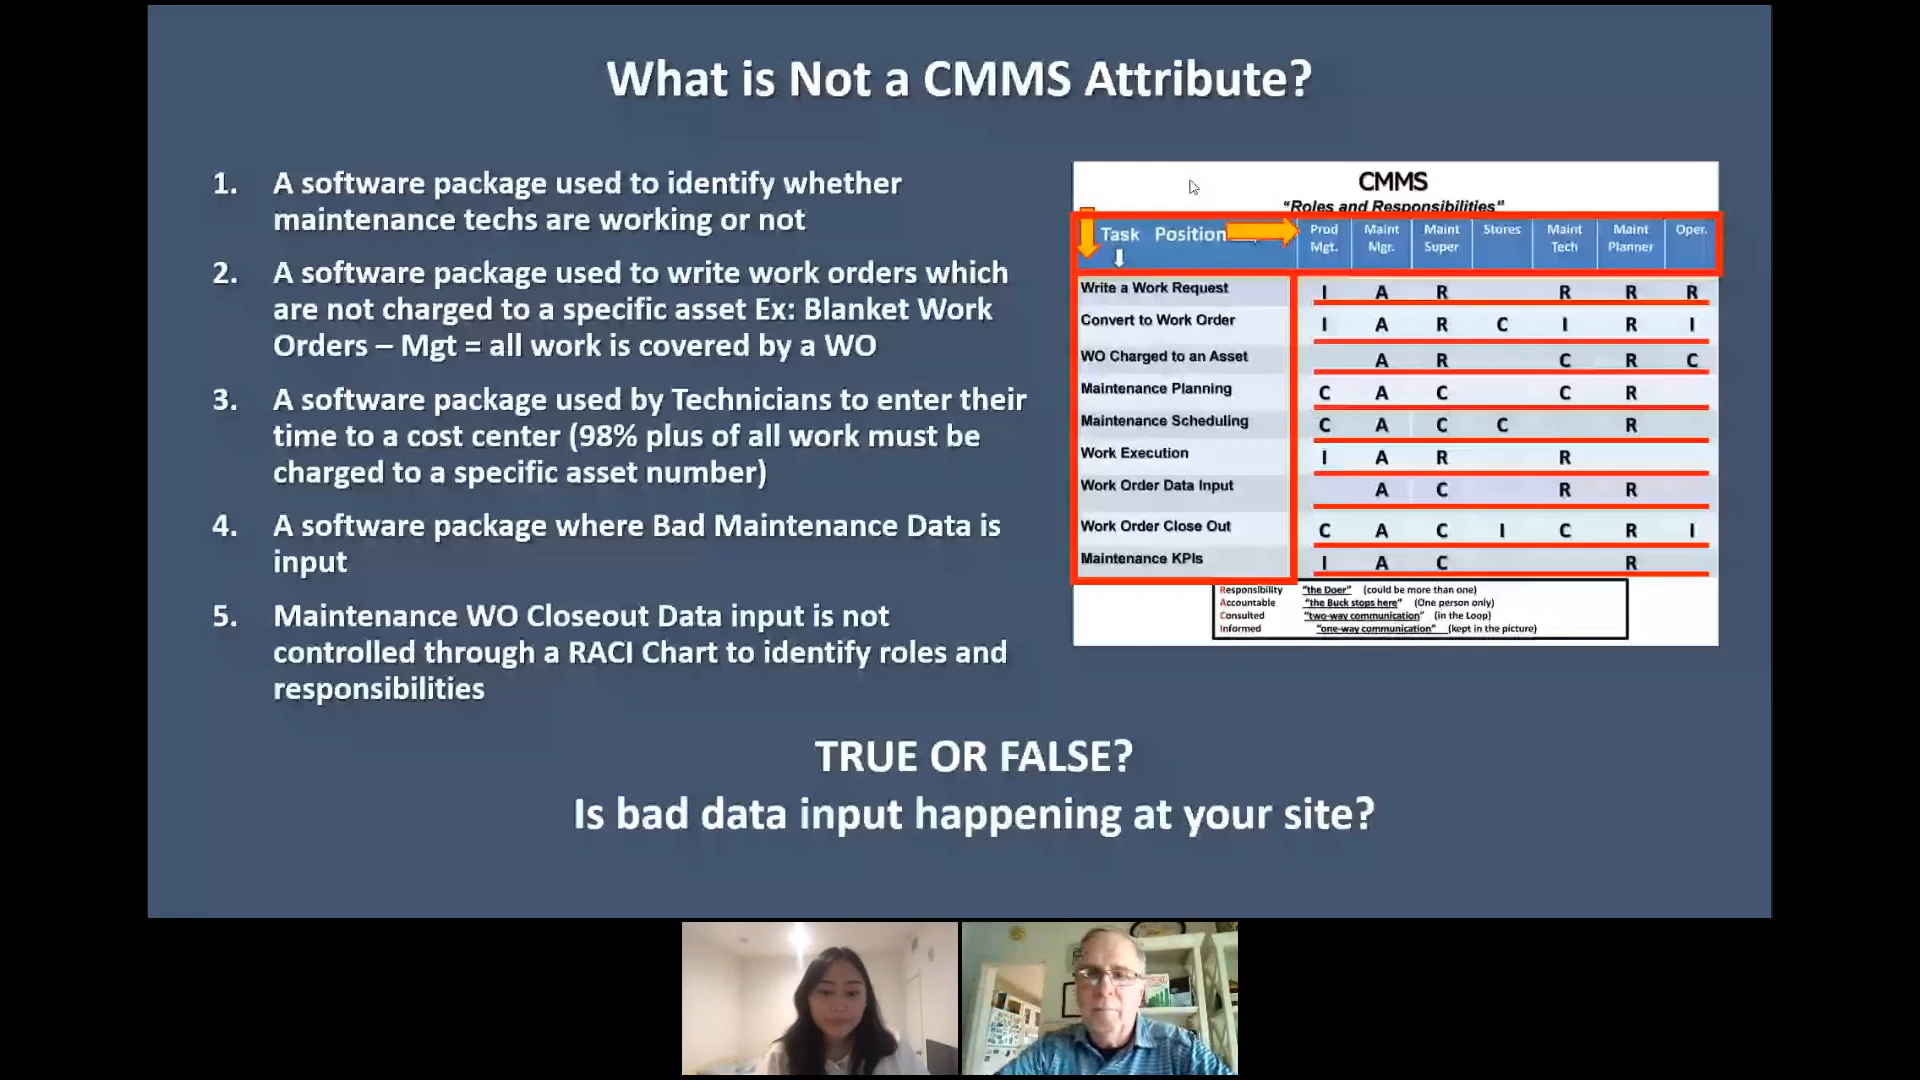 What is Not a CMMS Attribute?
1. A software package used to identify whether
maintenance techs are working or not
2. A software package used to write work orders which
are not charged to a specific asset Ex: Blanket Work
Orders – Mgt = all work is covered by a WO
3. A software package used by Technicians to enter their
time to a cost center (98% plus of all work must be
charged to a specific asset number)
4. A software package where Bad Maintenance Data is
input
5. Maintenance WO Closeout Data input is not
controlled through a RACI Chart to identify roles and
responsibilities
CMMS
"Roles and Responsibilities"
Task Position Prod Mgt. Maint Mgr. Maint Super Stores Maint Tech Maint Planner Oper.
Write a Work Request I A R R R R
Convert to Work Order I A R C I R I
WO Charged to an Asset A R C R C
Maintenance Planning C A C C R
Maintenance Scheduling C A C C R
Work Execution I A R R
Work Order Data Input A C R R
Work Order Close Out C A C I C R I
Maintenance KPIs I A C R
Responsibility "the Doer" (could be more than one)
Accountable "the Buck stops here" (One person only)
Consulted "two-way communication" (in the Loop)
Informed "one-way communication" (kept in the picture)
TRUE OR FALSE?
Is bad data input happening at your site?